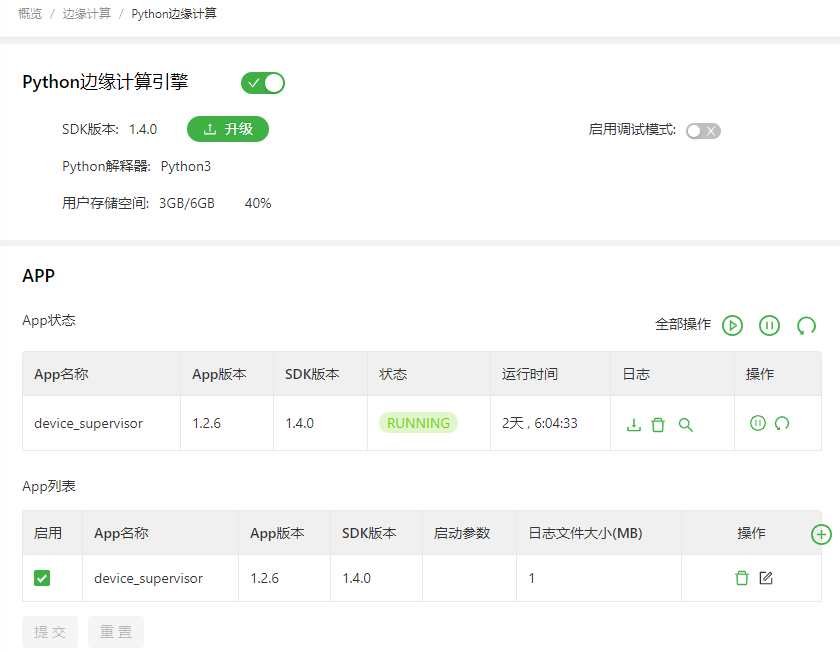 概览 / 边缘计算 / Python边缘计算
Python边缘计算引擎
SDK版本: 1.4.0 升级 启用调试模式:
Python解释器: Python3
用户存储空间: 3GB/6GB 40%
APP
App状态 全部操作
App名称 App版本 SDK版本 状态 运行时间 日志 操作
device_supervisor 1.2.6 1.4.0 RUNNING 2天 , 6:04:33
App列表
启用 App名称 App版本 SDK版本 启动参数 日志文件大小(MB) 操作
device_supervisor 1.2.6 1.4.0 1
提 交 重 置